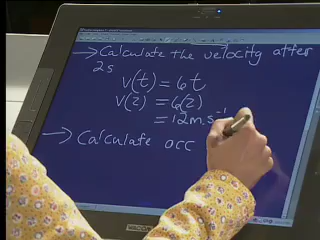 → Calculate the velocity after
2s
v(t) = 6t
v(2) = 6(2)
= 12m.s⁻¹
→ Calculate acc